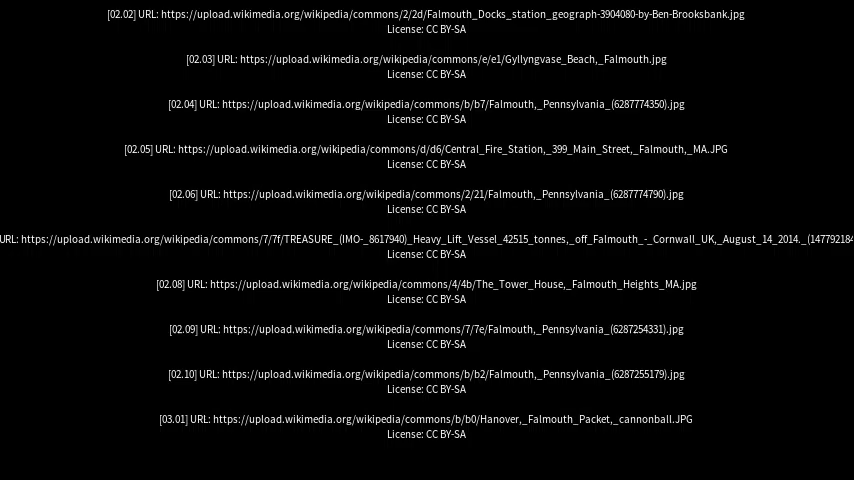 [02.02] URL: https://upload.wikimedia.org/wikipedia/commons/2/2d/Falmouth_Docks_station_geograph-3904080-by-Ben-Brooksbank.jpg
License: CC BY-SA
[02.03] URL: https://upload.wikimedia.org/wikipedia/commons/e/e1/Gyllyngvase_Beach,_Falmouth.jpg
License: CC BY-SA
[02.04] URL: https://upload.wikimedia.org/wikipedia/commons/b/b7/Falmouth,_Pennsylvania_(6287774350).jpg
License: CC BY-SA
[02.05] URL: https://upload.wikimedia.org/wikipedia/commons/d/d6/Central_Fire_Station,_399_Main_Street,_Falmouth,_MA.JPG
License: CC BY-SA
[02.06] URL: https://upload.wikimedia.org/wikipedia/commons/2/21/Falmouth,_Pennsylvania_(6287774790).jpg
License: CC BY-SA
URL: https://upload.wikimedia.org/wikipedia/commons/7/7f/TREASURE_(IMO-_8617940)_Heavy_Lift_Vessel_42515_tonnes,_off_Falmouth_-_Cornwall_UK,_August_14_2014._(147792184
License: CC BY-SA
[02.08] URL: https://upload.wikimedia.org/wikipedia/commons/4/4b/The_Tower_House,_Falmouth_Heights_MA.jpg
License: CC BY-SA
[02.09] URL: https://upload.wikimedia.org/wikipedia/commons/7/7e/Falmouth,_Pennsylvania_(6287254331).jpg
License: CC BY-SA
[02.10] URL: https://upload.wikimedia.org/wikipedia/commons/b/b2/Falmouth,_Pennsylvania_(6287255179).jpg
License: CC BY-SA
[03.01] URL: https://upload.wikimedia.org/wikipedia/commons/b/b0/Hanover,_Falmouth_Packet,_cannonball.JPG
License: CC BY-SA